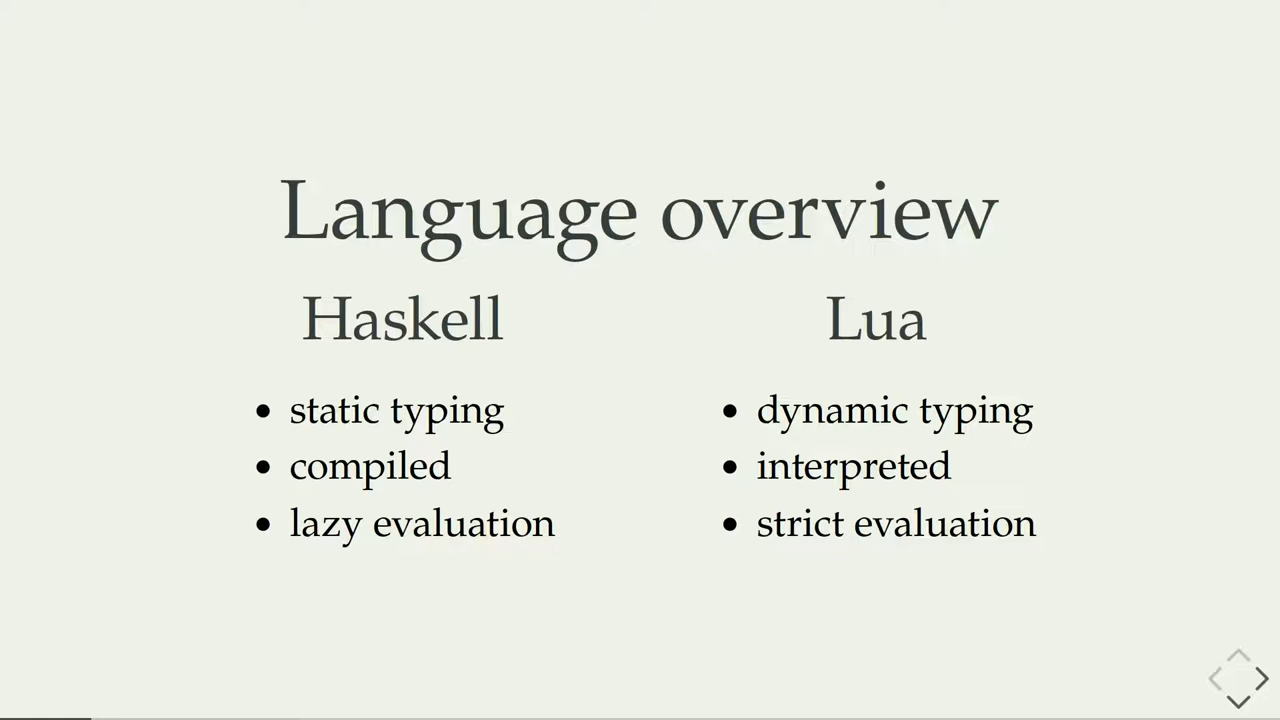 Language overview
Haskell
• static typing
• compiled
• lazy evaluation
Lua
• dynamic typing
• interpreted
• strict evaluation